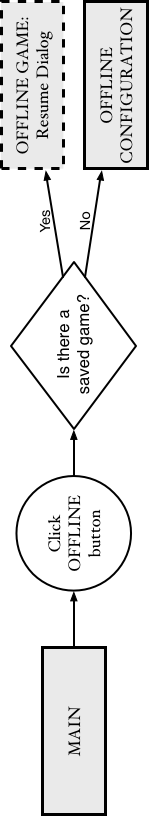 MAIN
Click
OFFLINE
button
Is there a
saved game?
Yes
No
OFFLINE GAME:
Resume Dialog
OFFLINE
CONFIGURATION